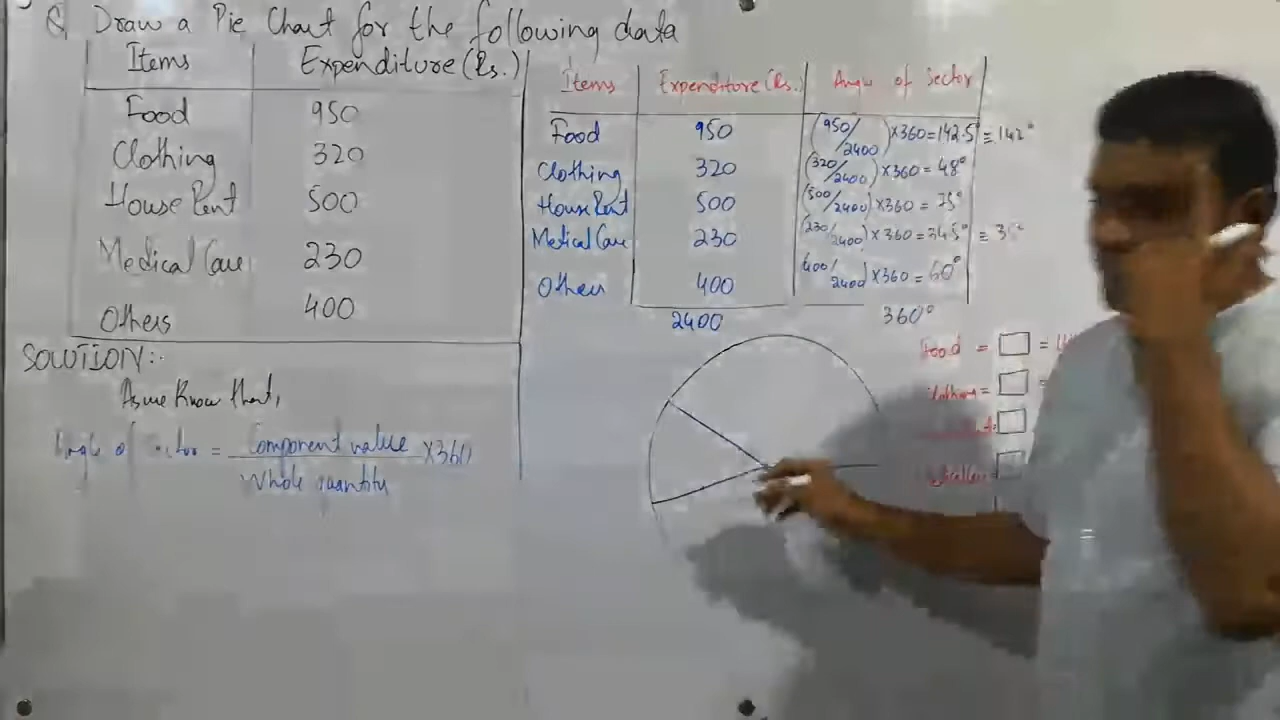 Q Draw a Pie Chart for the following data
Items Expenditure (Rs.)
Food 950
Clothing 320
House Rent 500
Medical Care 230
Others 400
SOLUTION:-
As we Know that,
Angle of Sector = Component value / Whole quantity ×360
Items Expenditure (Rs.) Angle of Sector
Food 950 (950/2400)×360=142.5° ≅ 142°
Clothing 320 (320/2400)×360=48°
House Rent 500 (500/2400)×360=75°
Medical Care 230 (230/2400)×360=34.5° ≅
Others 400 (400/2400)×360=60°
2400 360°
Food = =
Clothing =